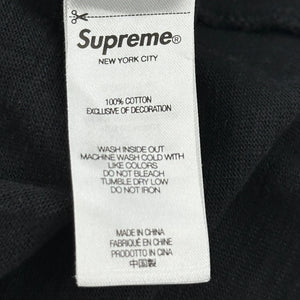 Supreme®
NEW YORK CITY
100% COTTON
EXCLUSIVE OF DECORATION
WASH INSIDE OUT
MACHINE WASH COLD WITH
LIKE COLORS
DO NOT BLEACH
TUMBLE DRY LOW
DO NOT IRON
MADE IN CHINA
FABRIQUÉ EN CHINE
PRODOTTO IN CINA
中国製